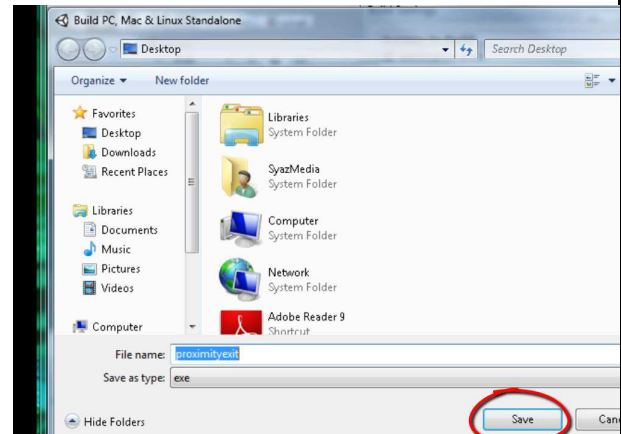 Build PC, Mac & Linux Standalone
Desktop
Search Desktop
Organize
New folder
Favorites
Desktop
Downloads
Recent Places
Libraries
Documents
Music
Pictures
Videos
Computer
Libraries
System Folder
SyazMedia
System Folder
Computer
System Folder
Network
System Folder
Adobe Reader 9
Shortcut
File name: proximityexit
Save as type: exe
Hide Folders
Save